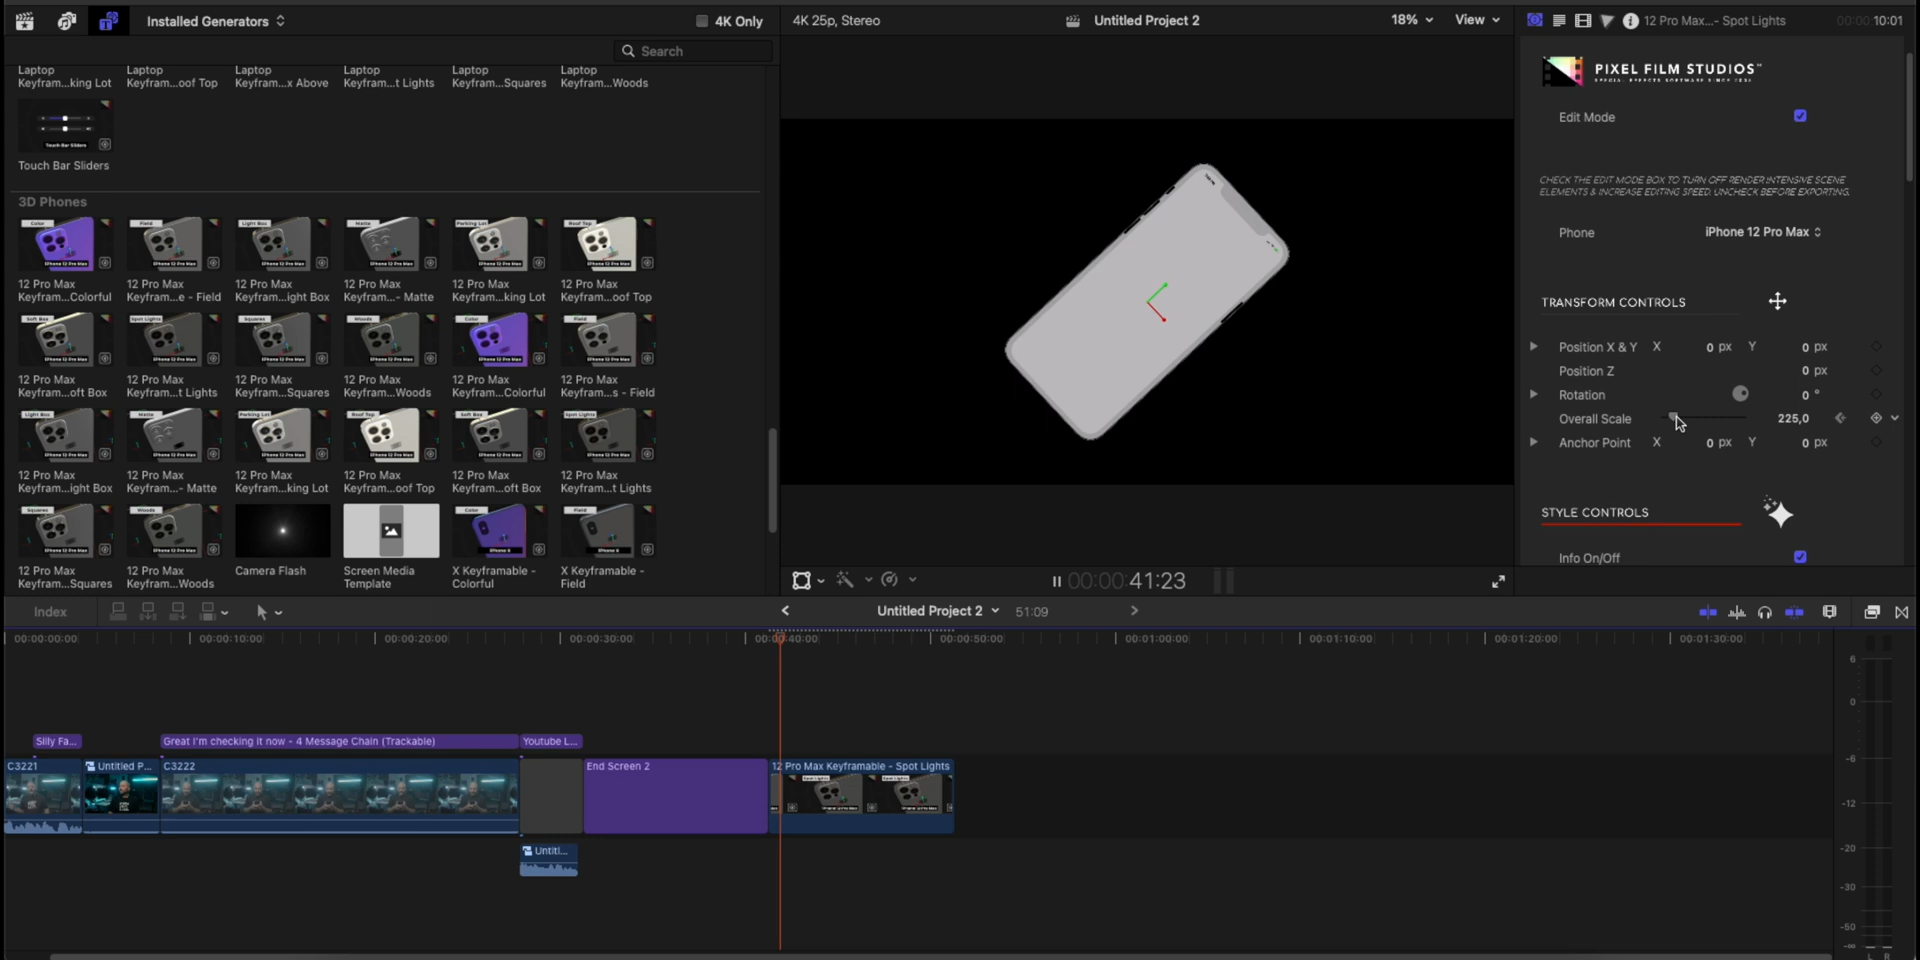 Installed Generators
4K Only
4K 25p, Stereo
Untitled Project 2
18%
View
12 Pro Max...- Spot Lights
00:00:10:01
Search
Laptop
Keyfram...king Lot
Laptop
Keyfram...oof Top
Laptop
Keyfram...x Above
Laptop
Keyfram...t Lights
Laptop
Keyfram...Squares
Laptop
Keyfram...Woods
Touch Bar Sliders
Touch Bar Sliders
3D Phones
12 Pro Max
Keyfram...Colorful
12 Pro Max
Keyfram...e - Field
12 Pro Max
Keyfram...ight Box
12 Pro Max
Keyfram...- Matte
12 Pro Max
Keyfram...king Lot
12 Pro Max
Keyfram...oof Top
12 Pro Max
Keyfram...oft Box
12 Pro Max
Keyfram...t Lights
12 Pro Max
Keyfram...Squares
12 Pro Max
Keyfram...Woods
12 Pro Max
Keyfram...Colorful
12 Pro Max
Keyfram...s - Field
12 Pro Max
Keyfram...ight Box
12 Pro Max
Keyfram...- Matte
12 Pro Max
Keyfram...king Lot
12 Pro Max
Keyfram...oof Top
12 Pro Max
Keyfram...oft Box
12 Pro Max
Keyfram...t Lights
12 Pro Max
Keyfram...Squares
12 Pro Max
Keyfram...Woods
Camera Flash
Screen Media
Template
X Keyframable -
Colorful
X Keyframable -
Field
PIXEL FILM STUDIOS™
Edit Mode
CHECK THE EDIT MODE BOX TO TURN OFF RENDER INTENSIVE SCENE
ELEMENTS & INCREASE EDITING SPEED. UNCHECK BEFORE EXPORTING.
Phone
iPhone 12 Pro Max
TRANSFORM CONTROLS
Position X & Y X 0 px Y 0 px
Position Z 0 px
Rotation 0 °
Overall Scale 225,0
Anchor Point X 0 px Y 0 px
STYLE CONTROLS
Info On/Off
00:00:41:23
Index
Untitled Project 2
51:09
00:00:00:00
00:00:10:00
00:00:20:00
00:00:30:00
00:00:40:00
00:00:50:00
00:01:00:00
00:01:10:00
00:01:20:00
00:01:30:00
Silly Fa...
Great I'm checking it now - 4 Message Chain (Trackable)
Youtube L...
C3221
Untitled P...
C3222
End Screen 2
12 Pro Max Keyframable - Spot Lights
Untitl...
6
0
-6
-12
-20
-30
-50
-∞
L R